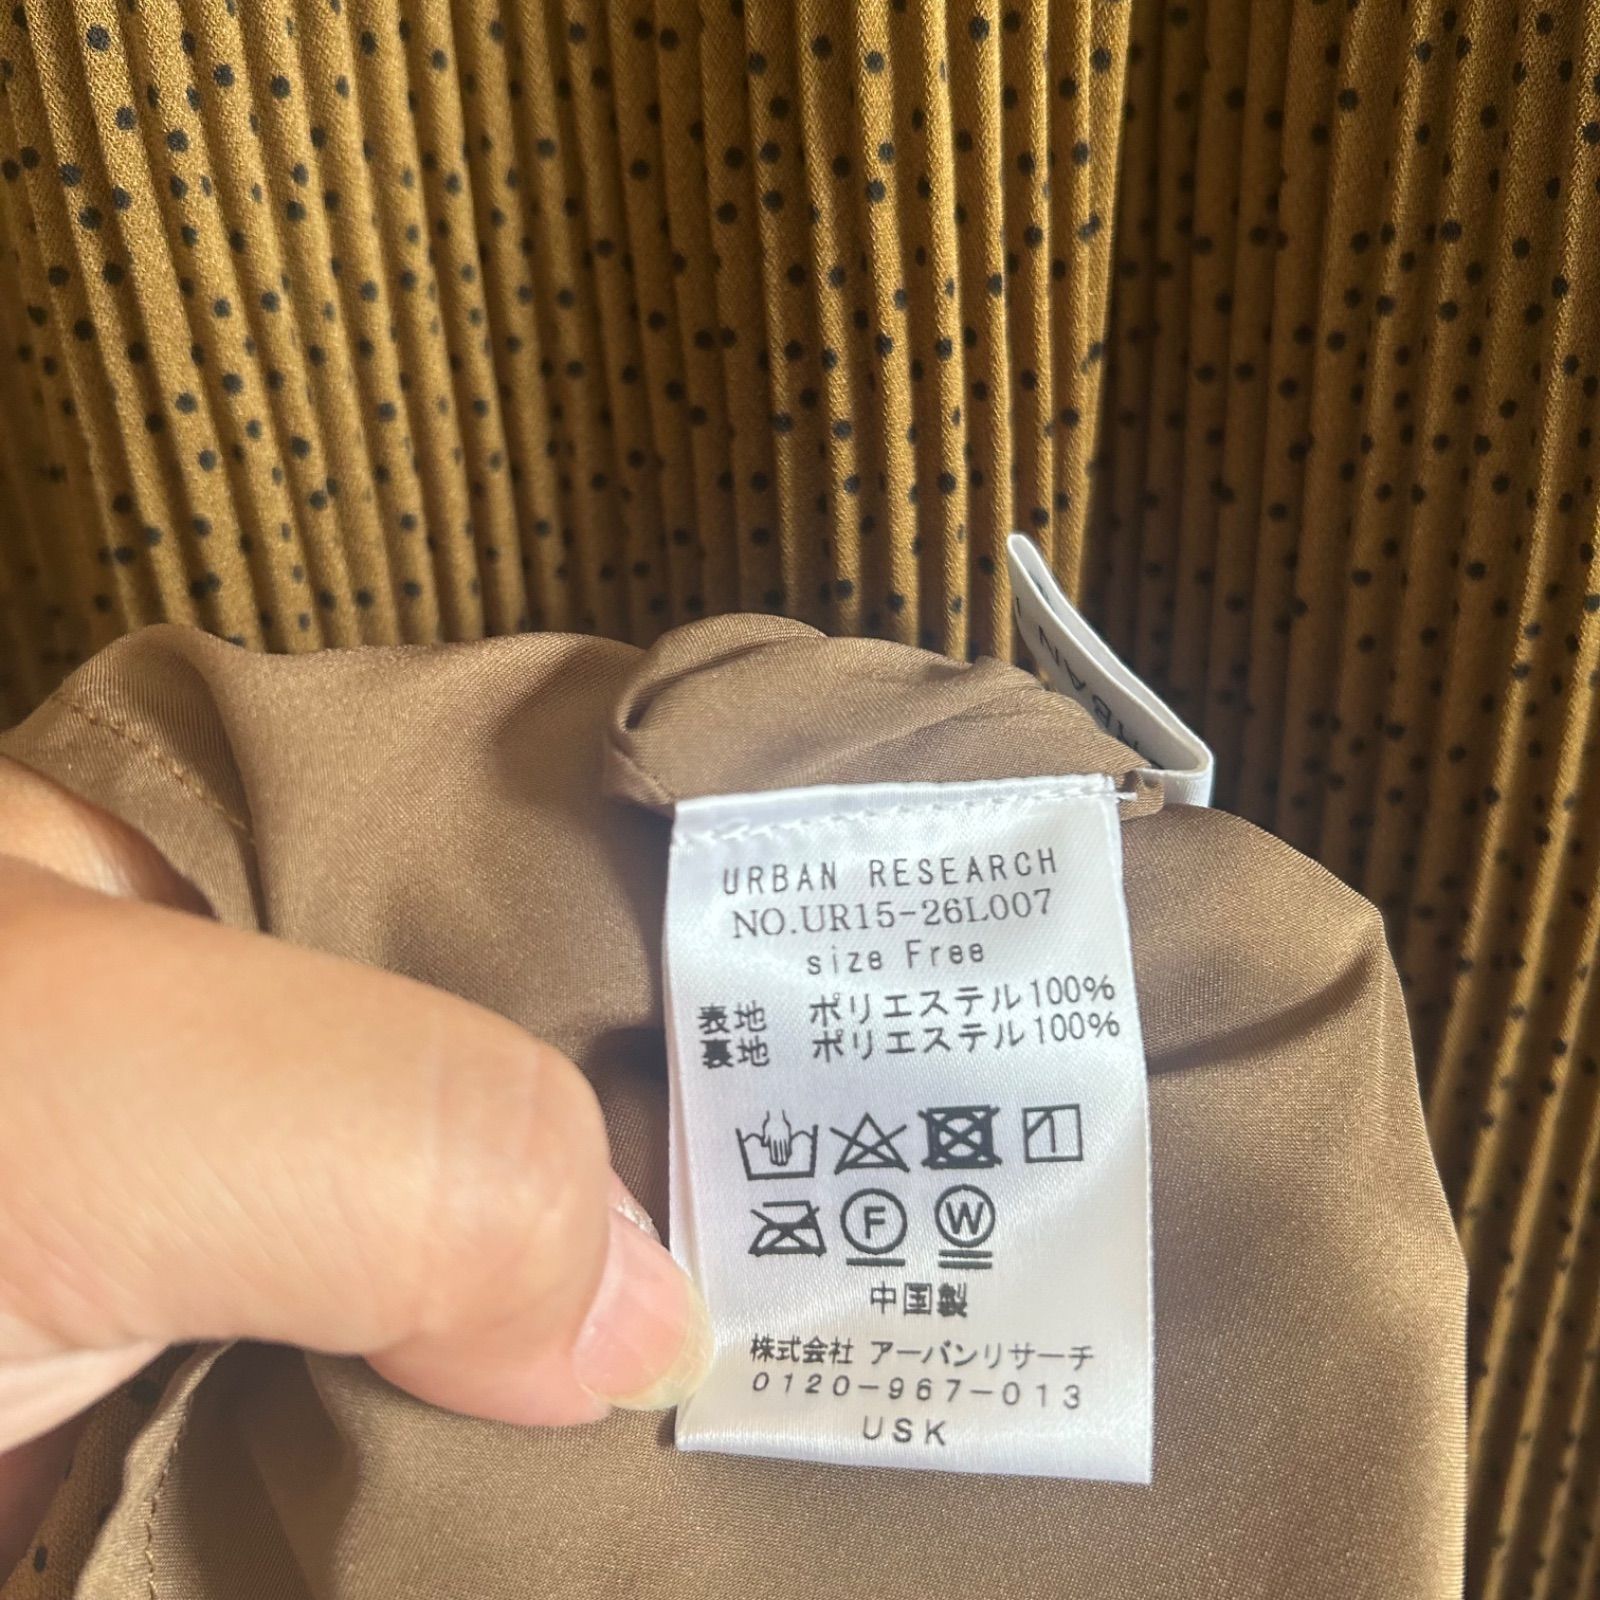 URBAN RESEARCH
NO.UR15-26L007
size Free
表地 ポリエステル100%
裏地 ポリエステル100%
F W
中国製
株式会社 アーバンリサーチ
0120-967-013
USK